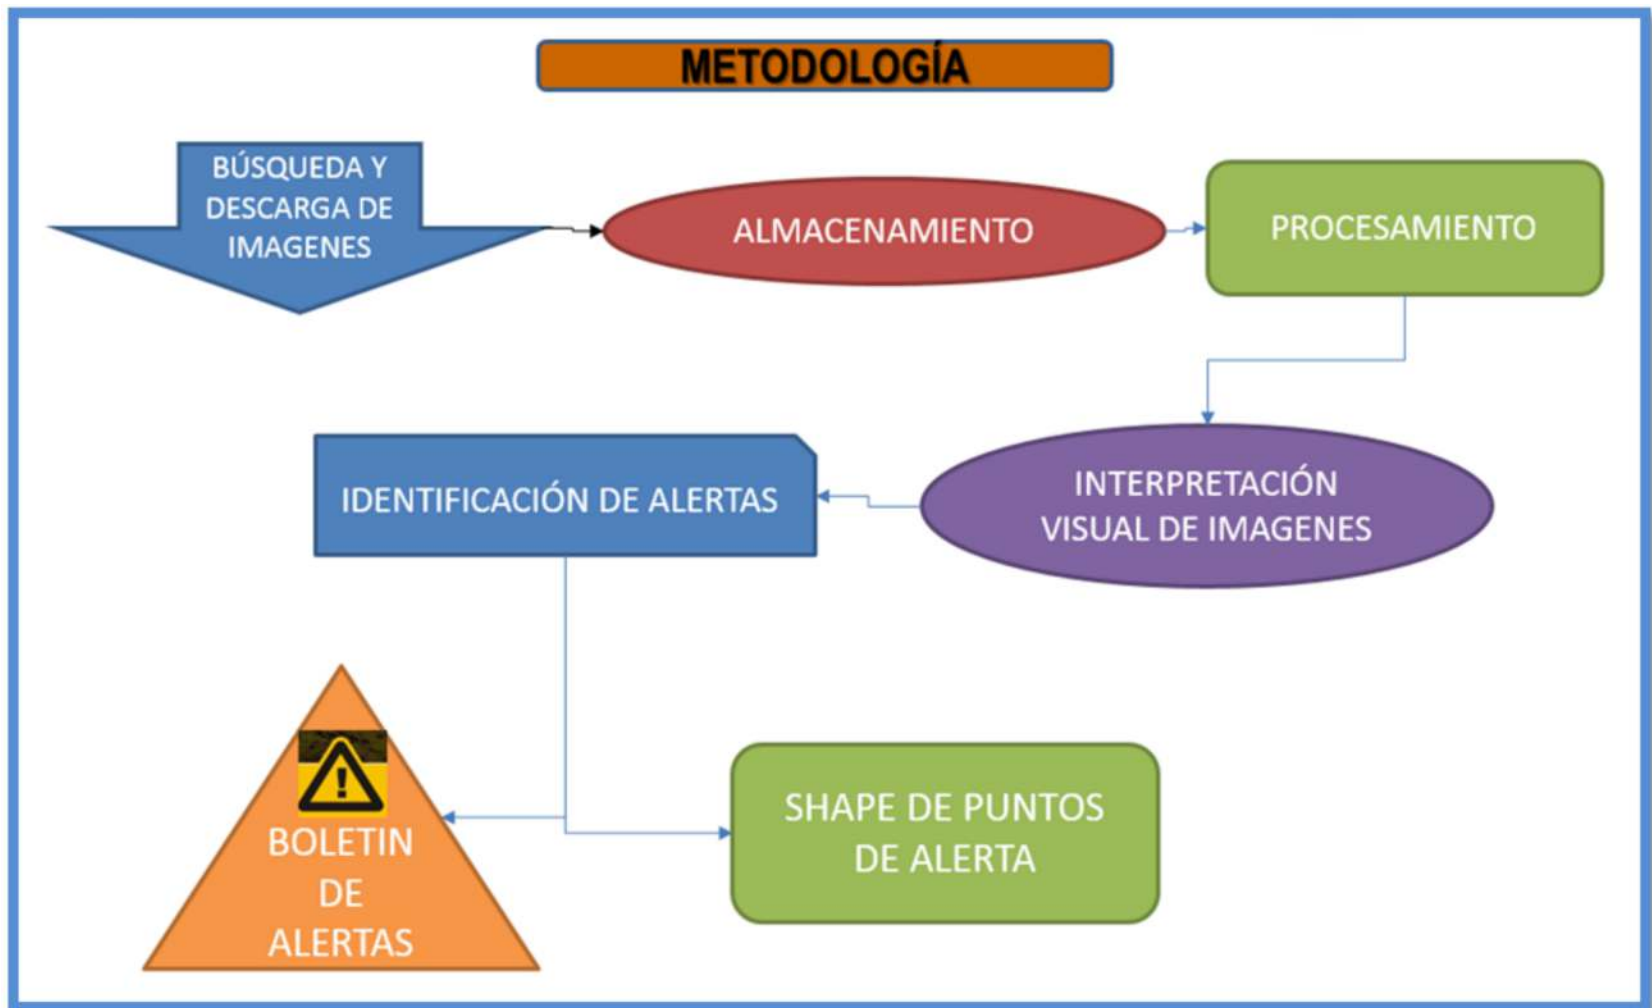 METODOLOGÍA
BÚSQUEDA Y
DESCARGA DE
IMAGENES
ALMACENAMIENTO
PROCESAMIENTO
INTERPRETACIÓN
VISUAL DE IMAGENES
IDENTIFICACIÓN DE ALERTAS
!
BOLETIN
DE
ALERTAS
SHAPE DE PUNTOS
DE ALERTA